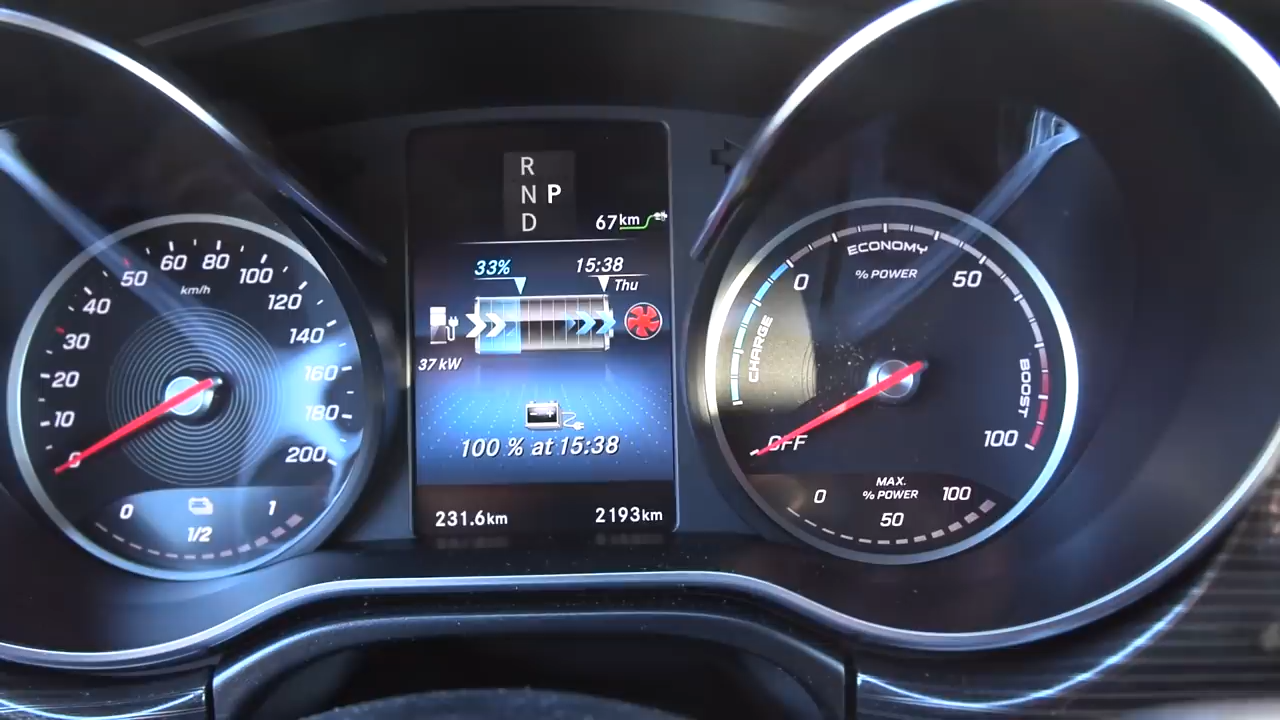 R
N P
D
67km
33%
15:38
Thu
37 kW
100 % at 15:38
231.6km
2193km
0
10
20
30
40
50
60
80
100
120
140
160
180
200
km/h
0
1/2
1
ECONOMY
% POWER
0
50
100
CHARGE
BOOST
OFF
MAX.
% POWER
0
50
100